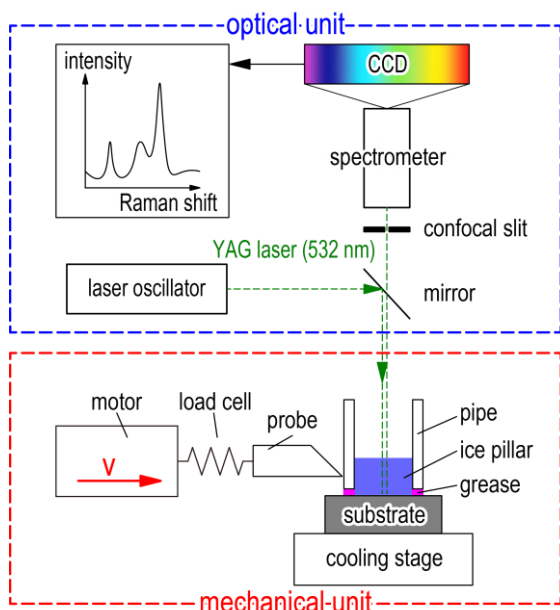 optical unit
intensity
Raman shift
CCD
spectrometer
confocal slit
YAG laser (532 nm)
laser oscillator
mirror
motor
load cell
probe
pipe
ice pillar
grease
V
substrate
cooling stage
mechanical unit